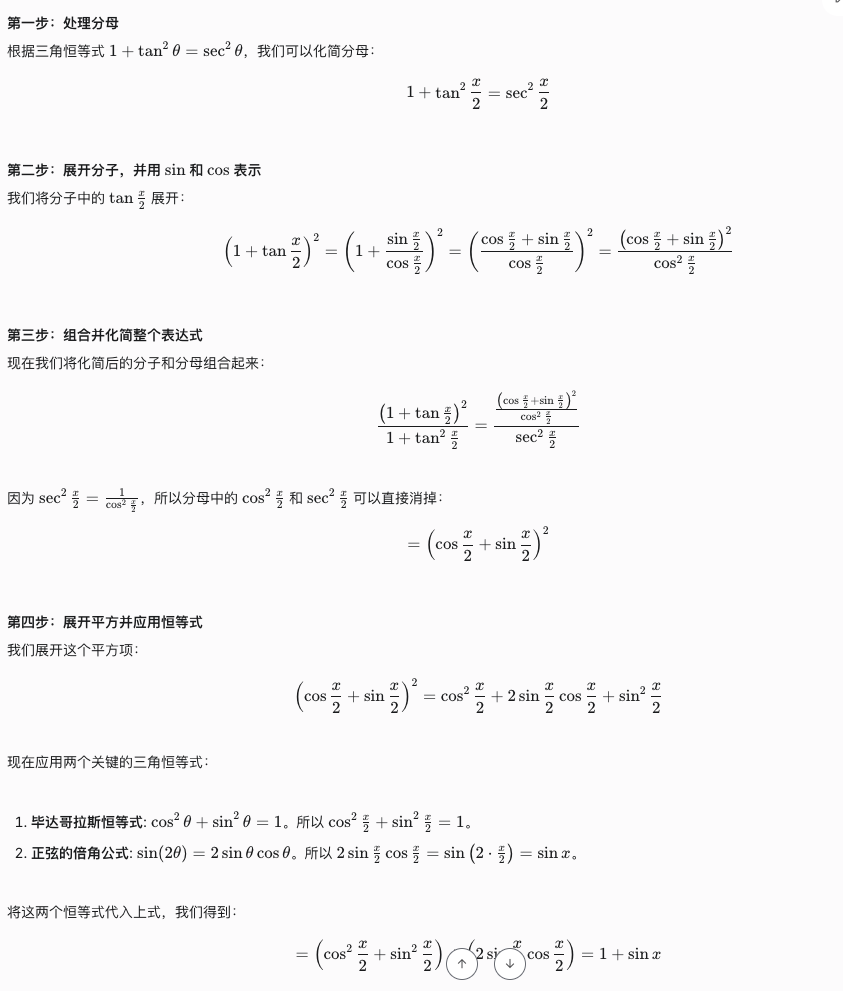 第一步：处理分母
根据三角恒等式 $1 + \tan^2 \theta = \sec^2 \theta$，我们可以化简分母：
$1 + \tan^2 \frac{x}{2} = \sec^2 \frac{x}{2}$
第二步：展开分子，并用 sin 和 cos 表示
我们将分子中的 $\tan \frac{x}{2}$ 展开：
$\left(1 + \tan \frac{x}{2}\right)^2 = \left(1 + \frac{\sin \frac{x}{2}}{\cos \frac{x}{2}}\right)^2 = \left(\frac{\cos \frac{x}{2} + \sin \frac{x}{2}}{\cos \frac{x}{2}}\right)^2 = \frac{\left(\cos \frac{x}{2} + \sin \frac{x}{2}\right)^2}{\cos^2 \frac{x}{2}}$
第三步：组合并化简整个表达式
现在我们将化简后的分子和分母组合起来：
$\frac{\left(1 + \tan \frac{x}{2}\right)^2}{1 + \tan^2 \frac{x}{2}} = \frac{\frac{\left(\cos \frac{x}{2} + \sin \frac{x}{2}\right)^2}{\cos^2 \frac{x}{2}}}{\sec^2 \frac{x}{2}}$
因为 $\sec^2 \frac{x}{2} = \frac{1}{\cos^2 \frac{x}{2}}$，所以分母中的 $\cos^2 \frac{x}{2}$ 和 $\sec^2 \frac{x}{2}$ 可以直接消掉：
$= \left(\cos \frac{x}{2} + \sin \frac{x}{2}\right)^2$
第四步：展开平方并应用恒等式
我们展开这个平方项：
$\left(\cos \frac{x}{2} + \sin \frac{x}{2}\right)^2 = \cos^2 \frac{x}{2} + 2 \sin \frac{x}{2} \cos \frac{x}{2} + \sin^2 \frac{x}{2}$
现在应用两个关键的三角恒等式：
1. 毕达哥拉斯恒等式: $\cos^2 \theta + \sin^2 \theta = 1$。所以 $\cos^2 \frac{x}{2} + \sin^2 \frac{x}{2} = 1$。
2. 正弦的倍角公式: $\sin(2\theta) = 2 \sin \theta \cos \theta$。所以 $2 \sin \frac{x}{2} \cos \frac{x}{2} = \sin \left(2 \cdot \frac{x}{2}\right) = \sin x$。
将这两个恒等式代入上式，我们得到：
$= \left(\cos^2 \frac{x}{2} + \sin^2 \frac{x}{2}\right)$ $\cos \frac{x}{2}) = 1 + \sin x$